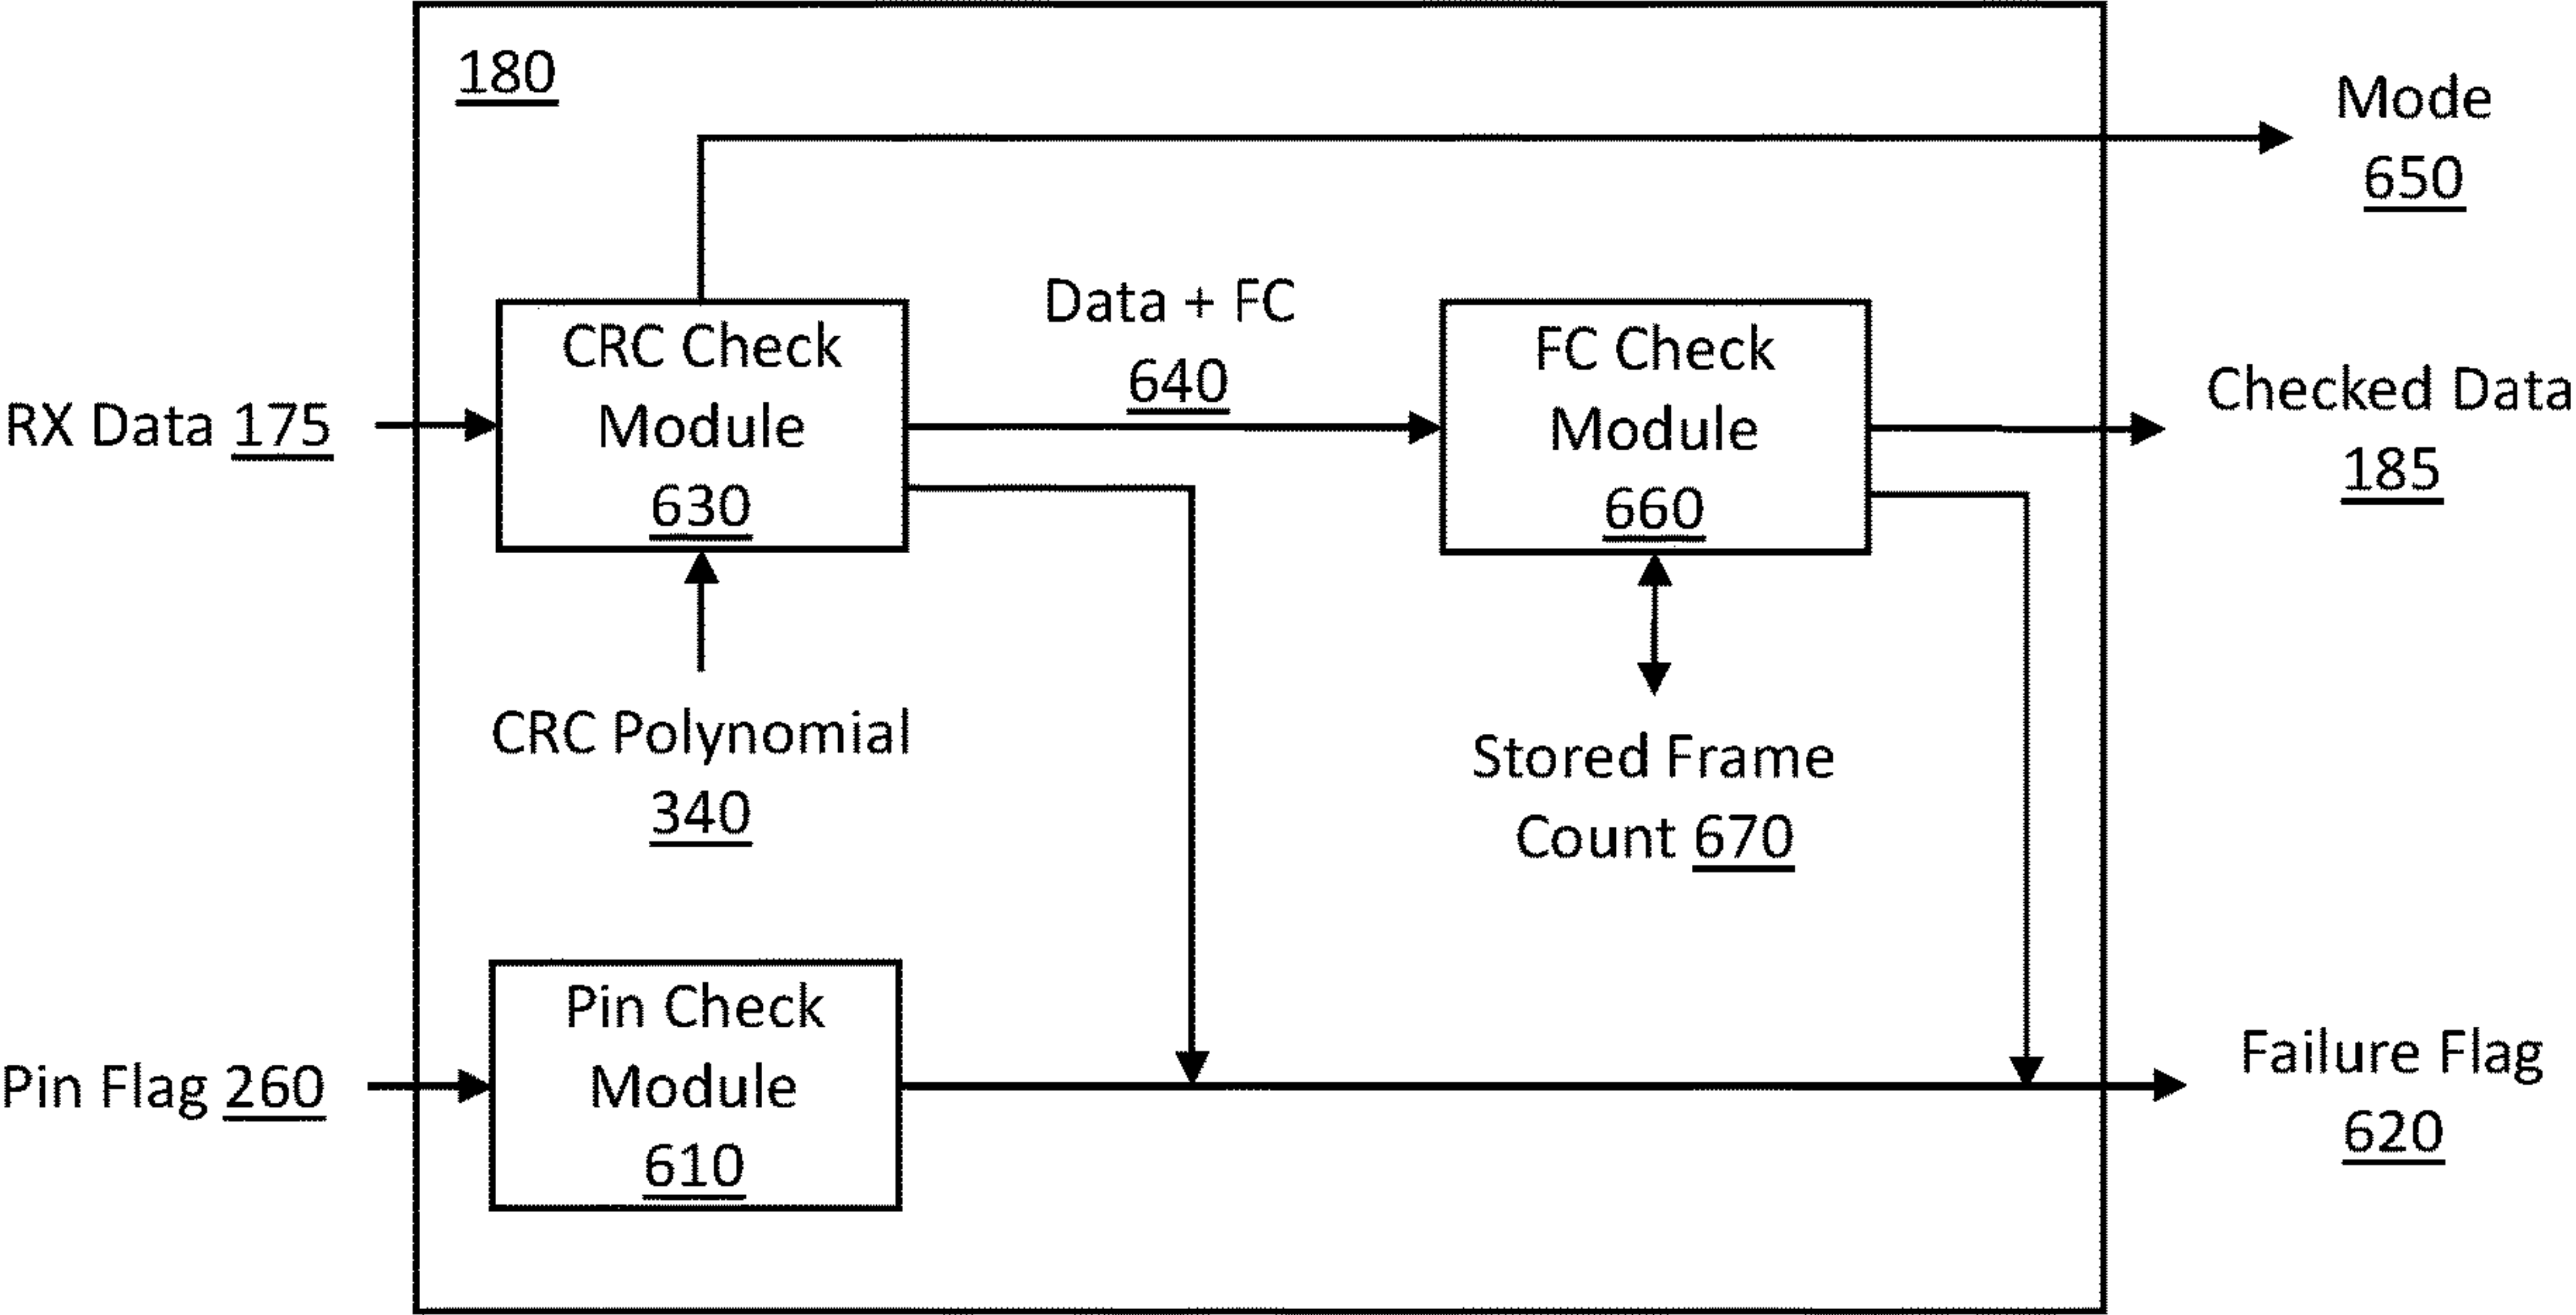 180
Mode
650
Data + FC
640
CRC Check
Module
630
FC Check
Module
660
RX Data 175
Checked Data
185
CRC Polynomial
340
Stored Frame
Count 670
Pin Check
Module
610
Pin Flag 260
Failure Flag
620